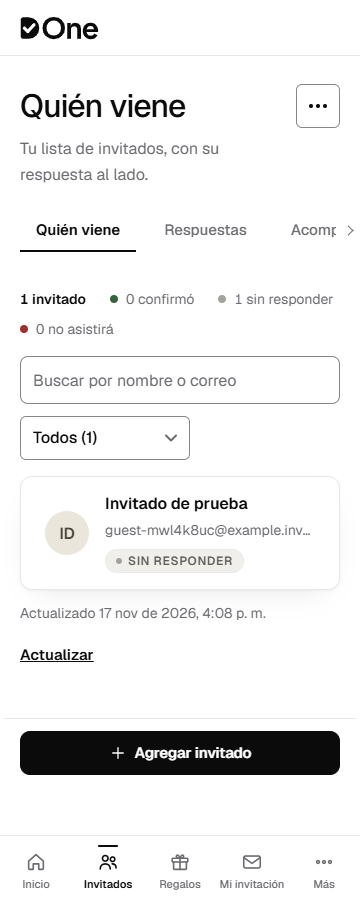 One
Quién viene
Tu lista de invitados, con su
respuesta al lado.
Quién viene Respuestas Acomp
1 invitado 0 confirmó 1 sin responder
0 no asistirá
Buscar por nombre o correo
Todos (1)
Invitado de prueba
ID
guest-mwl4k8uc@example.inv...
SIN RESPONDER
Actualizado 17 nov de 2026, 4:08 p. m.
Actualizar
+ Agregar invitado
Inicio Invitados Regalos Mi invitación Más